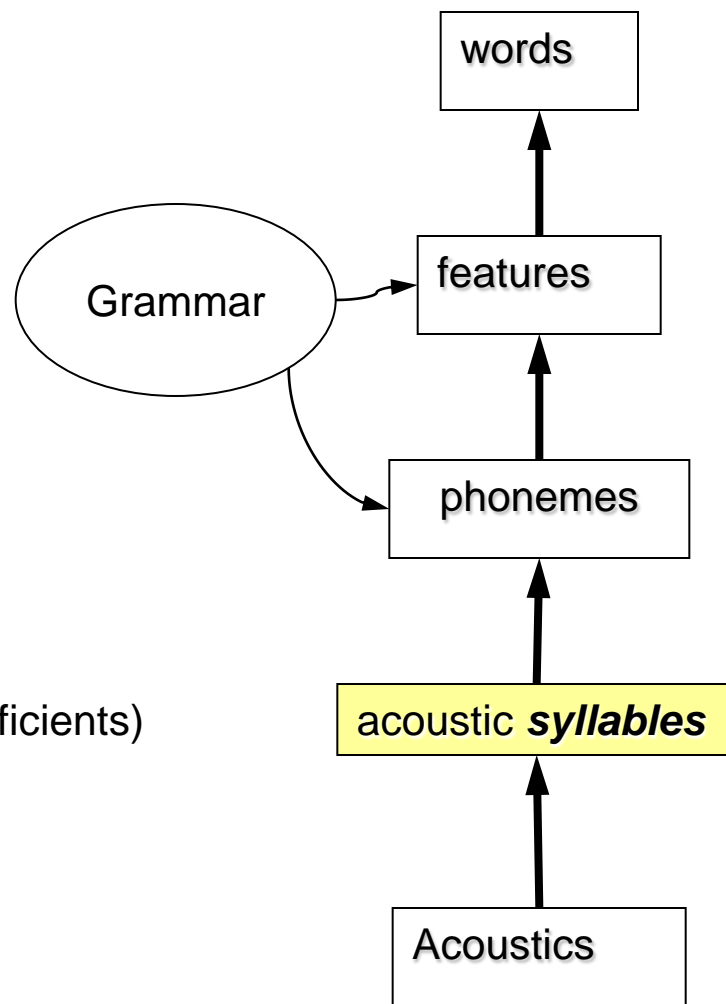 words
features
Grammar
phonemes
ficients)
acoustic syllables
Acoustics